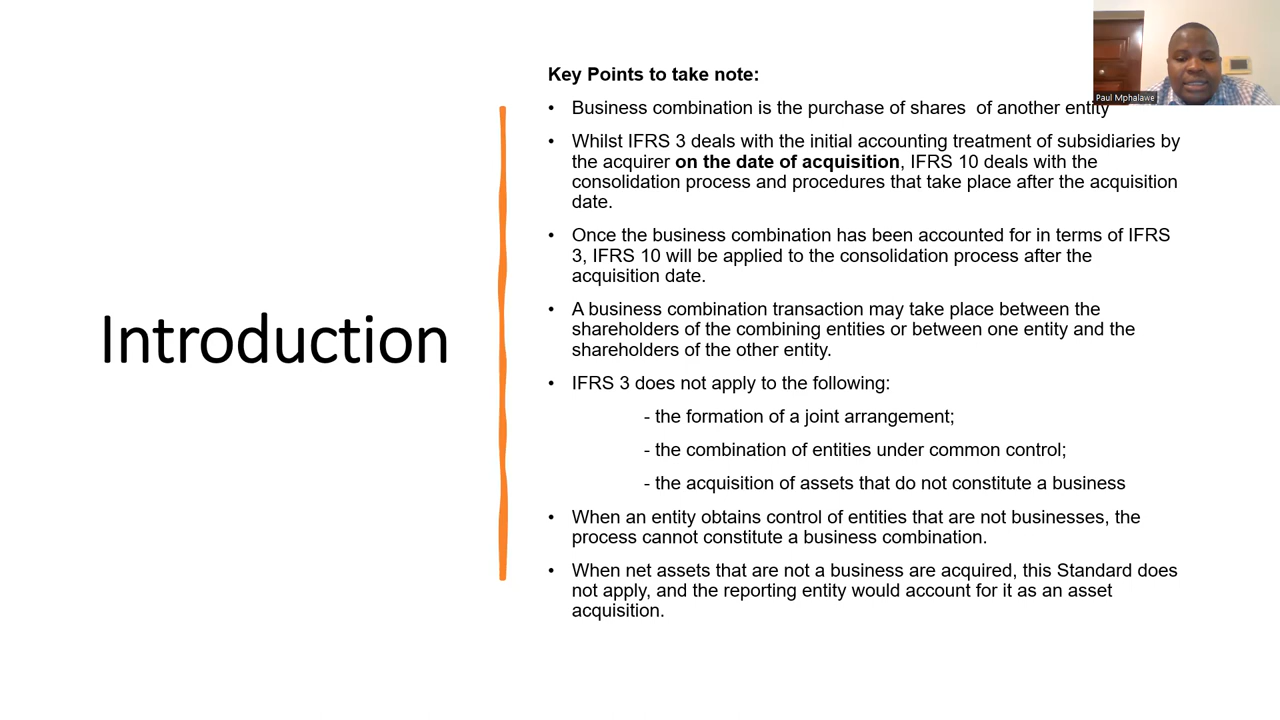 Introduction
Key Points to take note:
• Business combination is the purchase of shares of another entity
• Whilst IFRS 3 deals with the initial accounting treatment of subsidiaries by
the acquirer on the date of acquisition, IFRS 10 deals with the
consolidation process and procedures that take place after the acquisition
date.
• Once the business combination has been accounted for in terms of IFRS
3, IFRS 10 will be applied to the consolidation process after the
acquisition date.
• A business combination transaction may take place between the
shareholders of the combining entities or between one entity and the
shareholders of the other entity.
• IFRS 3 does not apply to the following:
- the formation of a joint arrangement;
- the combination of entities under common control;
- the acquisition of assets that do not constitute a business
• When an entity obtains control of entities that are not businesses, the
process cannot constitute a business combination.
• When net assets that are not a business are acquired, this Standard does
not apply, and the reporting entity would account for it as an asset
acquisition.
Paul Mphalawe